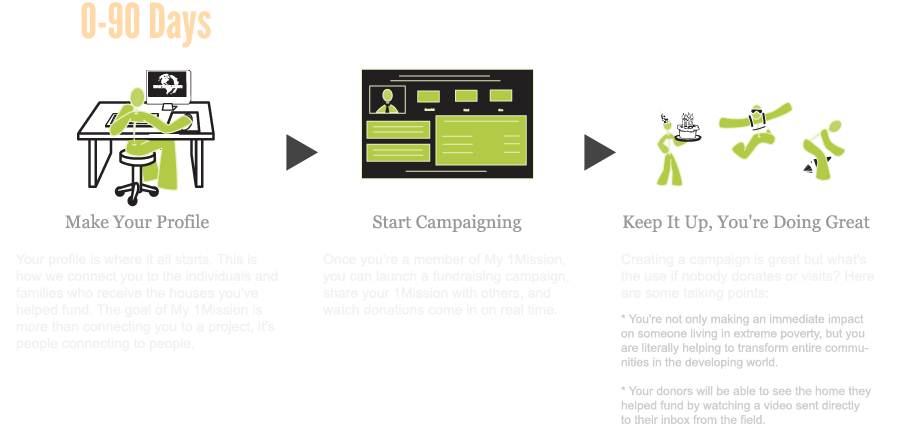 0-90 Days
Make Your Profile
Your profile is where it all starts. This is
how we connect you to the individuals and
families who receive the houses you've
helped fund. The goal of My 1Mission is
more than connecting you to a project, it's
people connecting to people.
Start Campaigning
Once you're a member of My 1Mission,
you can launch a fundraising campaign,
share your 1Mission with others, and
watch donations come in on real time.
Keep It Up, You're Doing Great
Creating a campaign is great but what's
the use if nobody donates or visits? Here
are some talking points:
* You're not only making an immediate impact
on someone living in extreme poverty, but you
are literally helping to transform entire commu-
nities in the developing world.
* Your donors will be able to see the home they
helped fund by watching a video sent directly
to their inbox from the field.